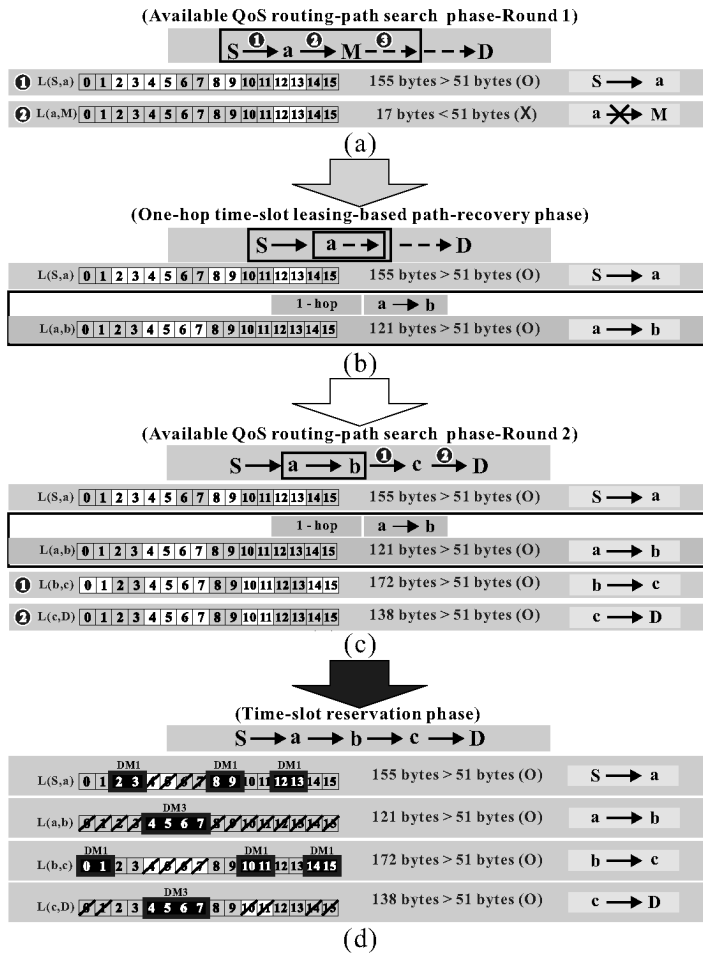 (Available QoS routing-path search phase-Round 1)
S 1 a 2 M 3 D
1 L(S,a) 0 1 2 3 4 5 6 7 8 9 10 11 12 13 14 15 155 bytes > 51 bytes (O) S a
2 L(a,M) 0 1 2 3 4 5 6 7 8 9 10 11 12 13 14 15 17 bytes < 51 bytes (X) a M
(a)
(One-hop time-slot leasing-based path-recovery phase)
S a D
L(S,a) 0 1 2 3 4 5 6 7 8 9 10 11 12 13 14 15 155 bytes > 51 bytes (O) S a
1 - hop a b
L(a,b) 0 1 2 3 4 5 6 7 8 9 10 11 12 13 14 15 121 bytes > 51 bytes (O) a b
(b)
(Available QoS routing-path search phase-Round 2)
S a b 1 c 2 D
L(S,a) 0 1 2 3 4 5 6 7 8 9 10 11 12 13 14 15 155 bytes > 51 bytes (O) S a
1 - hop a b
L(a,b) 0 1 2 3 4 5 6 7 8 9 10 11 12 13 14 15 121 bytes > 51 bytes (O) a b
1 L(b,c) 0 1 2 3 4 5 6 7 8 9 10 11 12 13 14 15 172 bytes > 51 bytes (O) b c
2 L(c,D) 0 1 2 3 4 5 6 7 8 9 10 11 12 13 14 15 138 bytes > 51 bytes (O) c D
(c)
(Time-slot reservation phase)
S a b c D
DM1 DM1 DM1
L(S,a) 0 1 2 3 4 5 6 7 8 9 10 11 12 13 14 15 155 bytes > 51 bytes (O) S a
DM3
L(a,b) 0 1 2 3 4 5 6 7 8 9 10 11 12 13 14 15 121 bytes > 51 bytes (O) a b
DM1 DM1 DM1
L(b,c) 0 1 2 3 4 5 6 7 8 9 10 11 12 13 14 15 172 bytes > 51 bytes (O) b c
DM3
L(c,D) 0 1 2 3 4 5 6 7 8 9 10 11 12 13 14 15 138 bytes > 51 bytes (O) c D
(d)